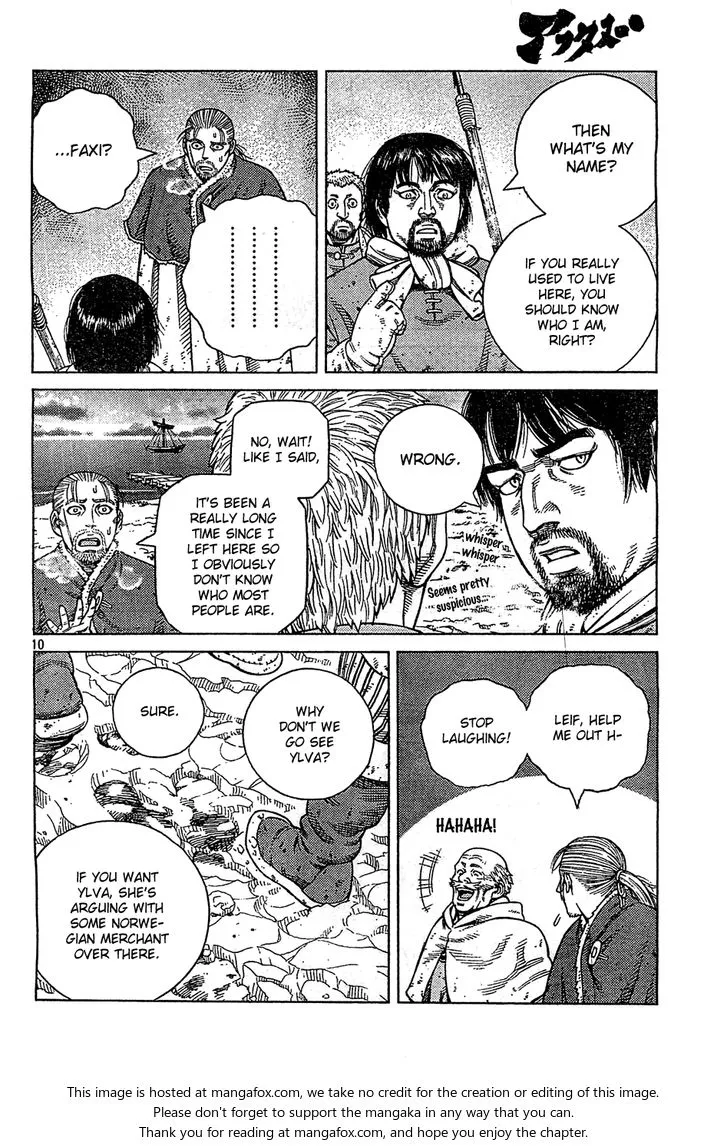 アフタヌーン
THEN
WHAT'S MY
NAME?
IF YOU REALLY
USED TO LIVE
HERE, YOU
SHOULD KNOW
WHO I AM,
RIGHT?
...FAXI?
WRONG.
NO, WAIT!
LIKE I SAID,
IT'S BEEN A
REALLY LONG
TIME SINCE I
LEFT HERE SO
I OBVIOUSLY
DON'T KNOW
WHO MOST
PEOPLE ARE.
whisper
whisper
Seems pretty
suspicious...
10
LEIF, HELP
ME OUT H-
STOP
LAUGHING!
HAHAHA!
WHY
DON'T WE
GO SEE
YLVA?
SURE.
IF YOU WANT
YLVA, SHE'S
ARGUING WITH
SOME NORWE-
GIAN MERCHANT
OVER THERE.
This image is hosted at mangafox.com, we take no credit for the creation or editing of this image.
Please don't forget to support the mangaka in any way that you can.
Thank you for reading at mangafox.com, and hope you enjoy the chapter.